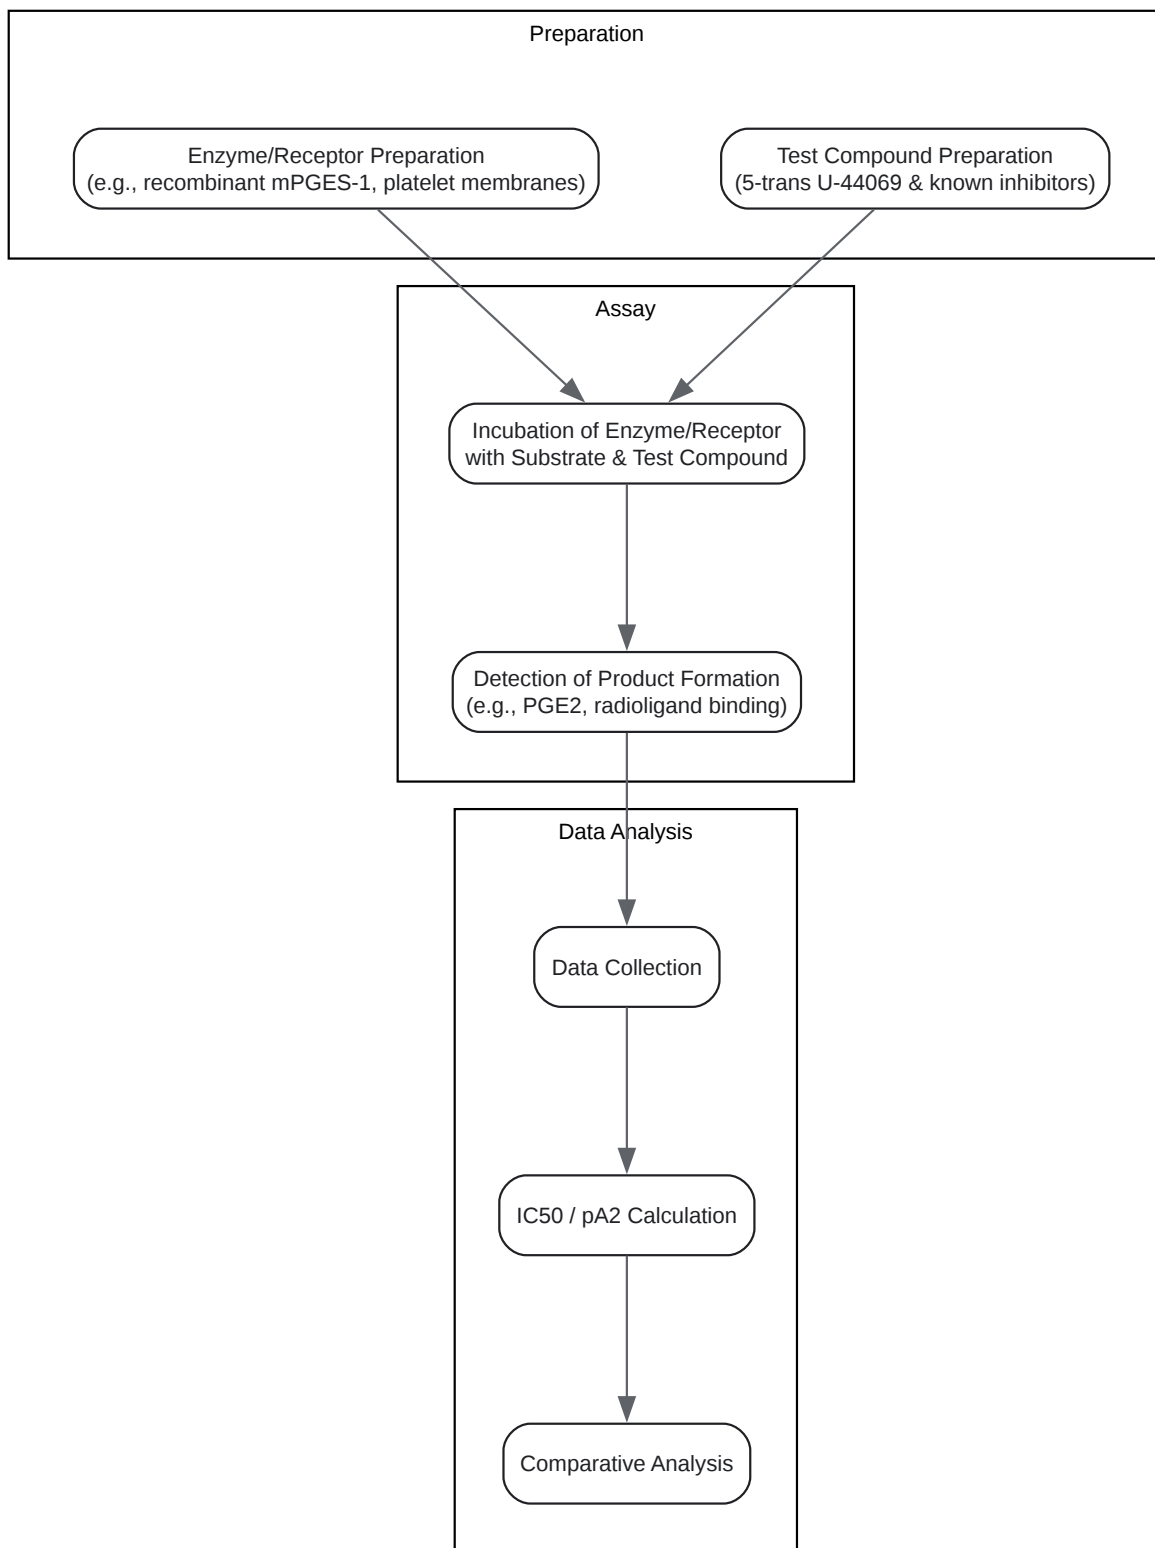 Preparation
Enzyme/Receptor Preparation
(e.g., recombinant mPGES-1, platelet membranes)
Test Compound Preparation
(5-trans U-44069 & known inhibitors)
Assay
Incubation of Enzyme/Receptor
with Substrate & Test Compound
Detection of Product Formation
(e.g., PGE2, radioligand binding)
Data Analysis
Data Collection
IC50 / pA2 Calculation
Comparative Analysis